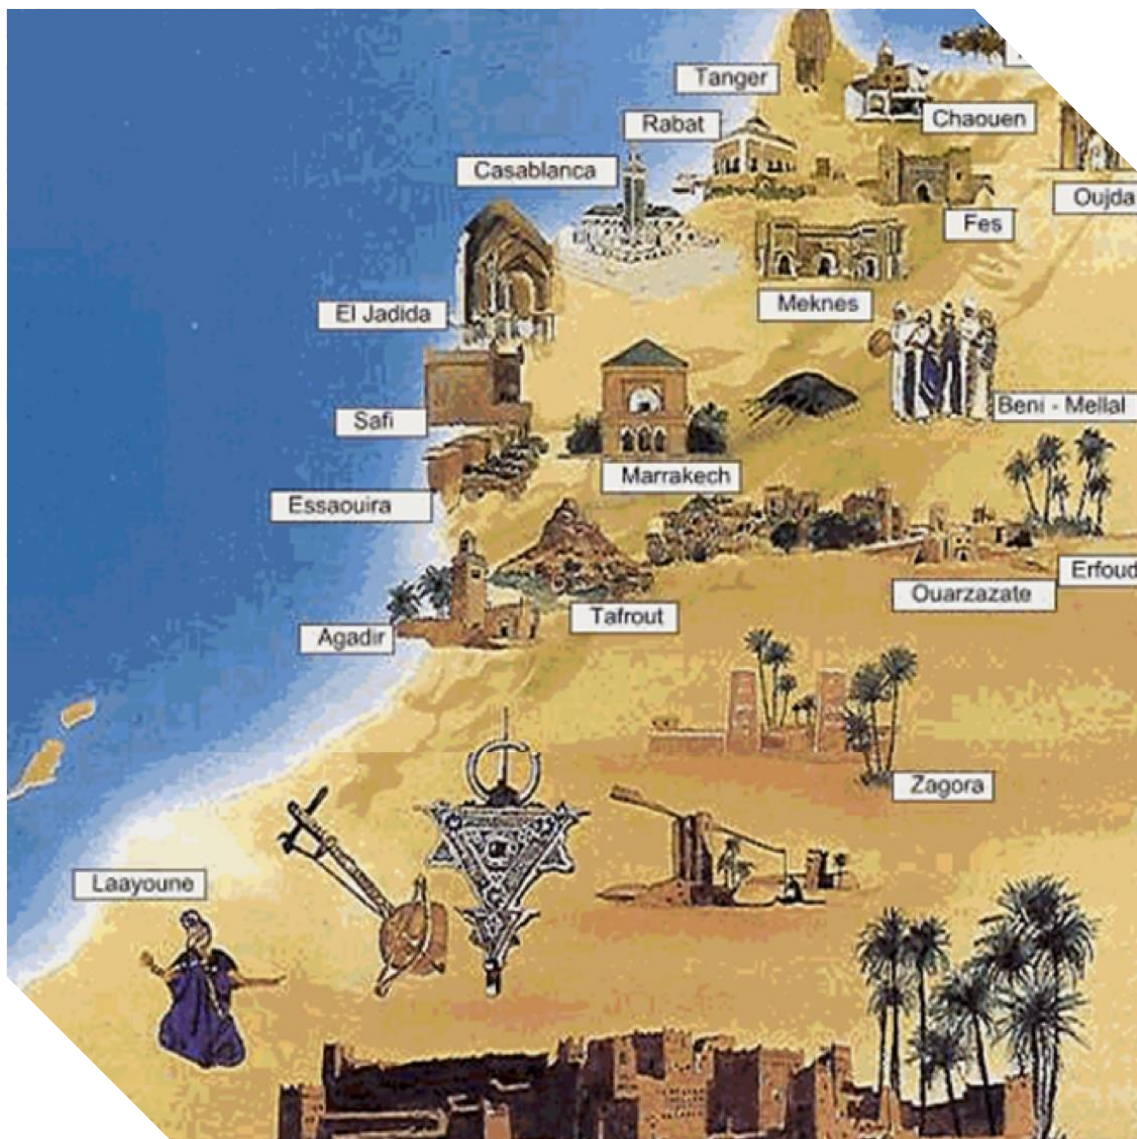 Tanger
Chaouen
Rabat
Casablanca
Oujda
Fes
Meknes
El Jadida
Beni - Mellal
Safi
Marrakech
Essaouira
Erfoud
Ouarzazate
Tafrout
Agadir
Zagora
Laayoune